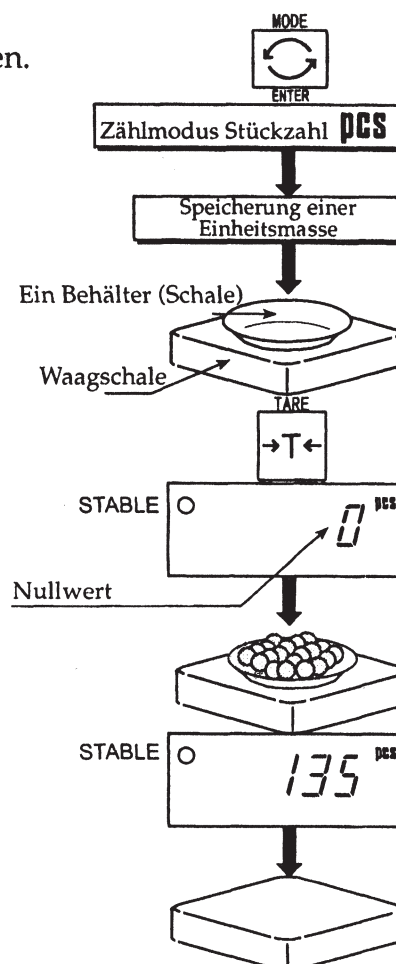 en.
MODE
ENTER
Zählmodus Stückzahl pcs
Speicherung einer
Einheitsmasse
Ein Behälter (Schale)
Waagschale
TARE
→T←
STABLE 0 pcs
Nullwert
STABLE 135 pcs